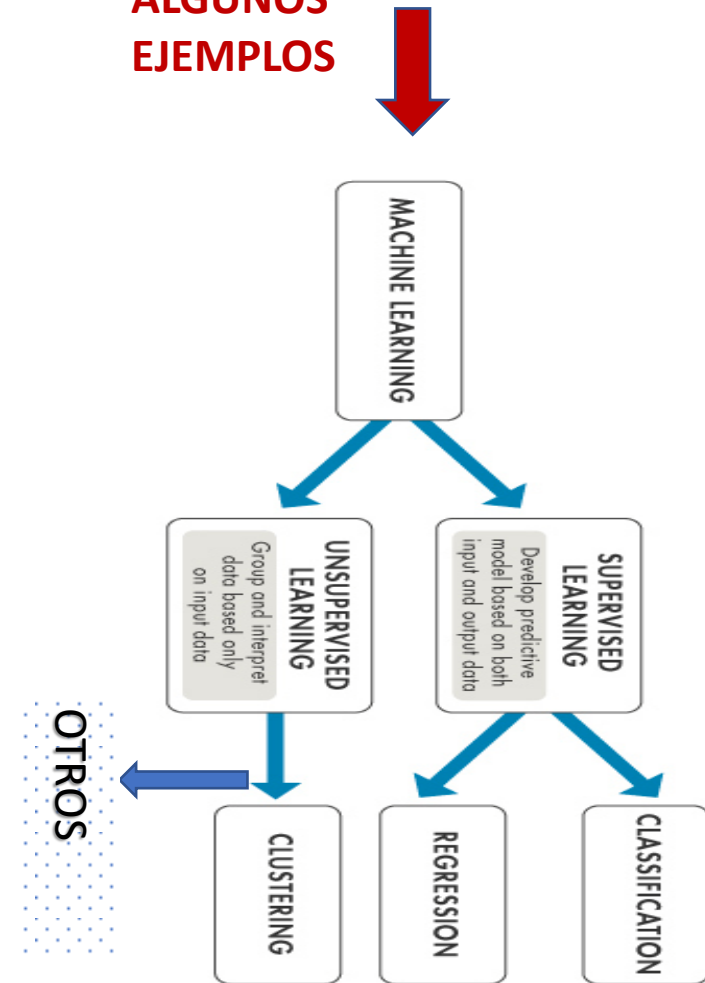 ALGUNOS
EJEMPLOS
MACHINE LEARNING
SUPERVISED
LEARNING
Develop predictive
model based on both
input and output data
UNSUPERVISED
LEARNING
Group and interpret
data based only
on input data
CLASSIFICATION
REGRESSION
CLUSTERING
OTROS